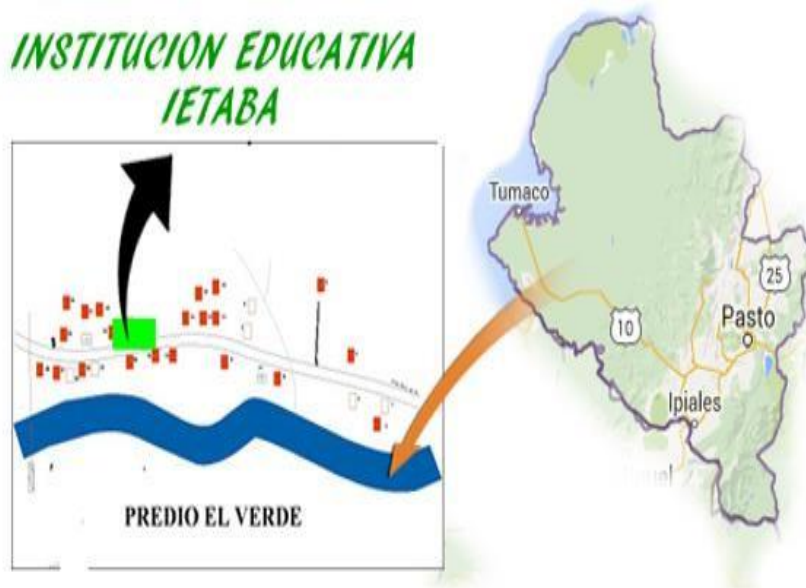 INSTITUCION EDUCATIVA
IETABA
PREDIO EL VERDE
Tumaco
10
25
Pasto
Ipiales